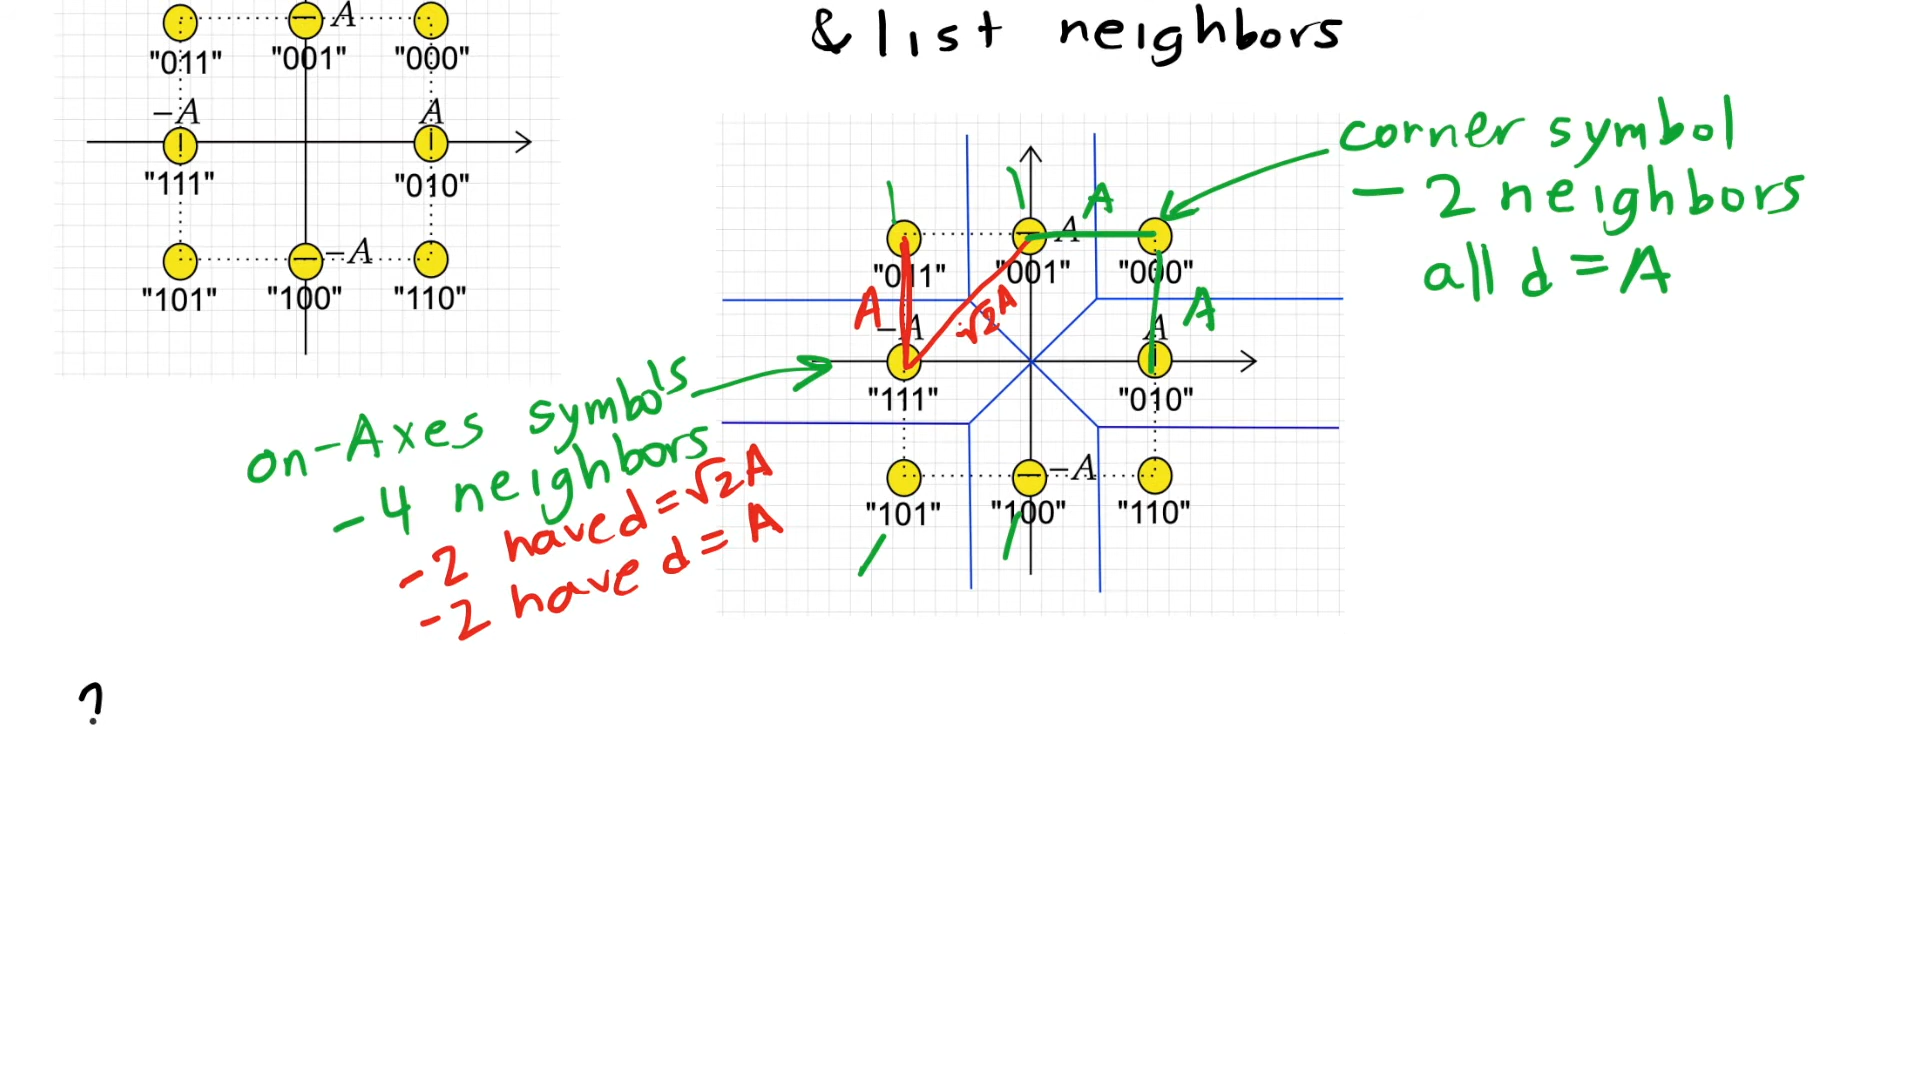 & list neighbors
A
"011" "001" "000"
−A A
"111" "010"
−A
"101" "100" "110"
corner symbol
- 2 neighbors
all d = A
A
A
"011" "001" "000"
A √2A A
−A A
"111" "010"
−A
"101" "100" "110"
on-Axes symbols
- 4 neighbors
- 2 have d = √2A
- 2 have d = A
?